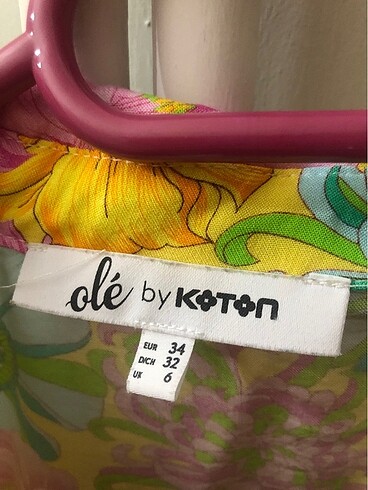 olé by KOTON
EUR 34
D/CH 32
UK 6